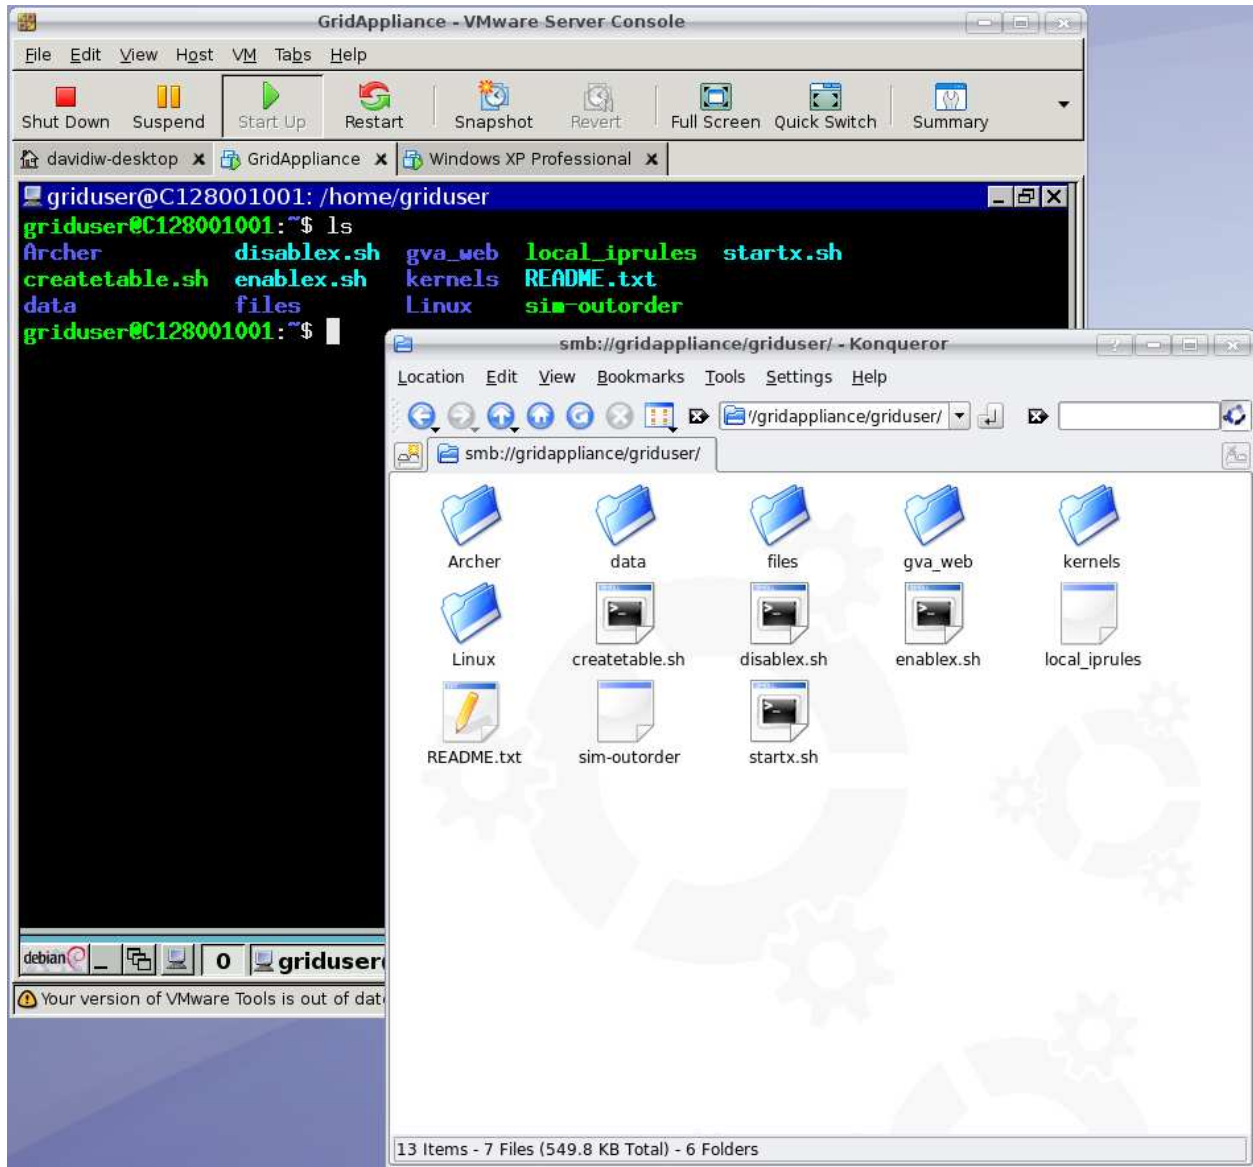 GridAppliance - VMware Server Console
File Edit View Host VM Tabs Help
Shut Down Suspend Start Up Restart Snapshot Revert Full Screen Quick Switch Summary
davidiw-desktop x GridAppliance x Windows XP Professional x
griduser@C128001001: /home/griduser
griduser@C128001001:~$ ls
Archer disablex.sh gva_web local_iprules startx.sh
createtable.sh enablex.sh kernels README.txt
data files Linux sim-outorder
griduser@C128001001:~$
debian 0 griduser
Your version of VMware Tools is out of dat
smb://gridappliance/griduser/ - Konqueror
Location Edit View Bookmarks Tools Settings Help
//gridappliance/griduser/
smb://gridappliance/griduser/
Archer data files gva_web kernels
Linux createtable.sh disablex.sh enablex.sh local_iprules
README.txt sim-outorder startx.sh
13 Items - 7 Files (549.8 KB Total) - 6 Folders